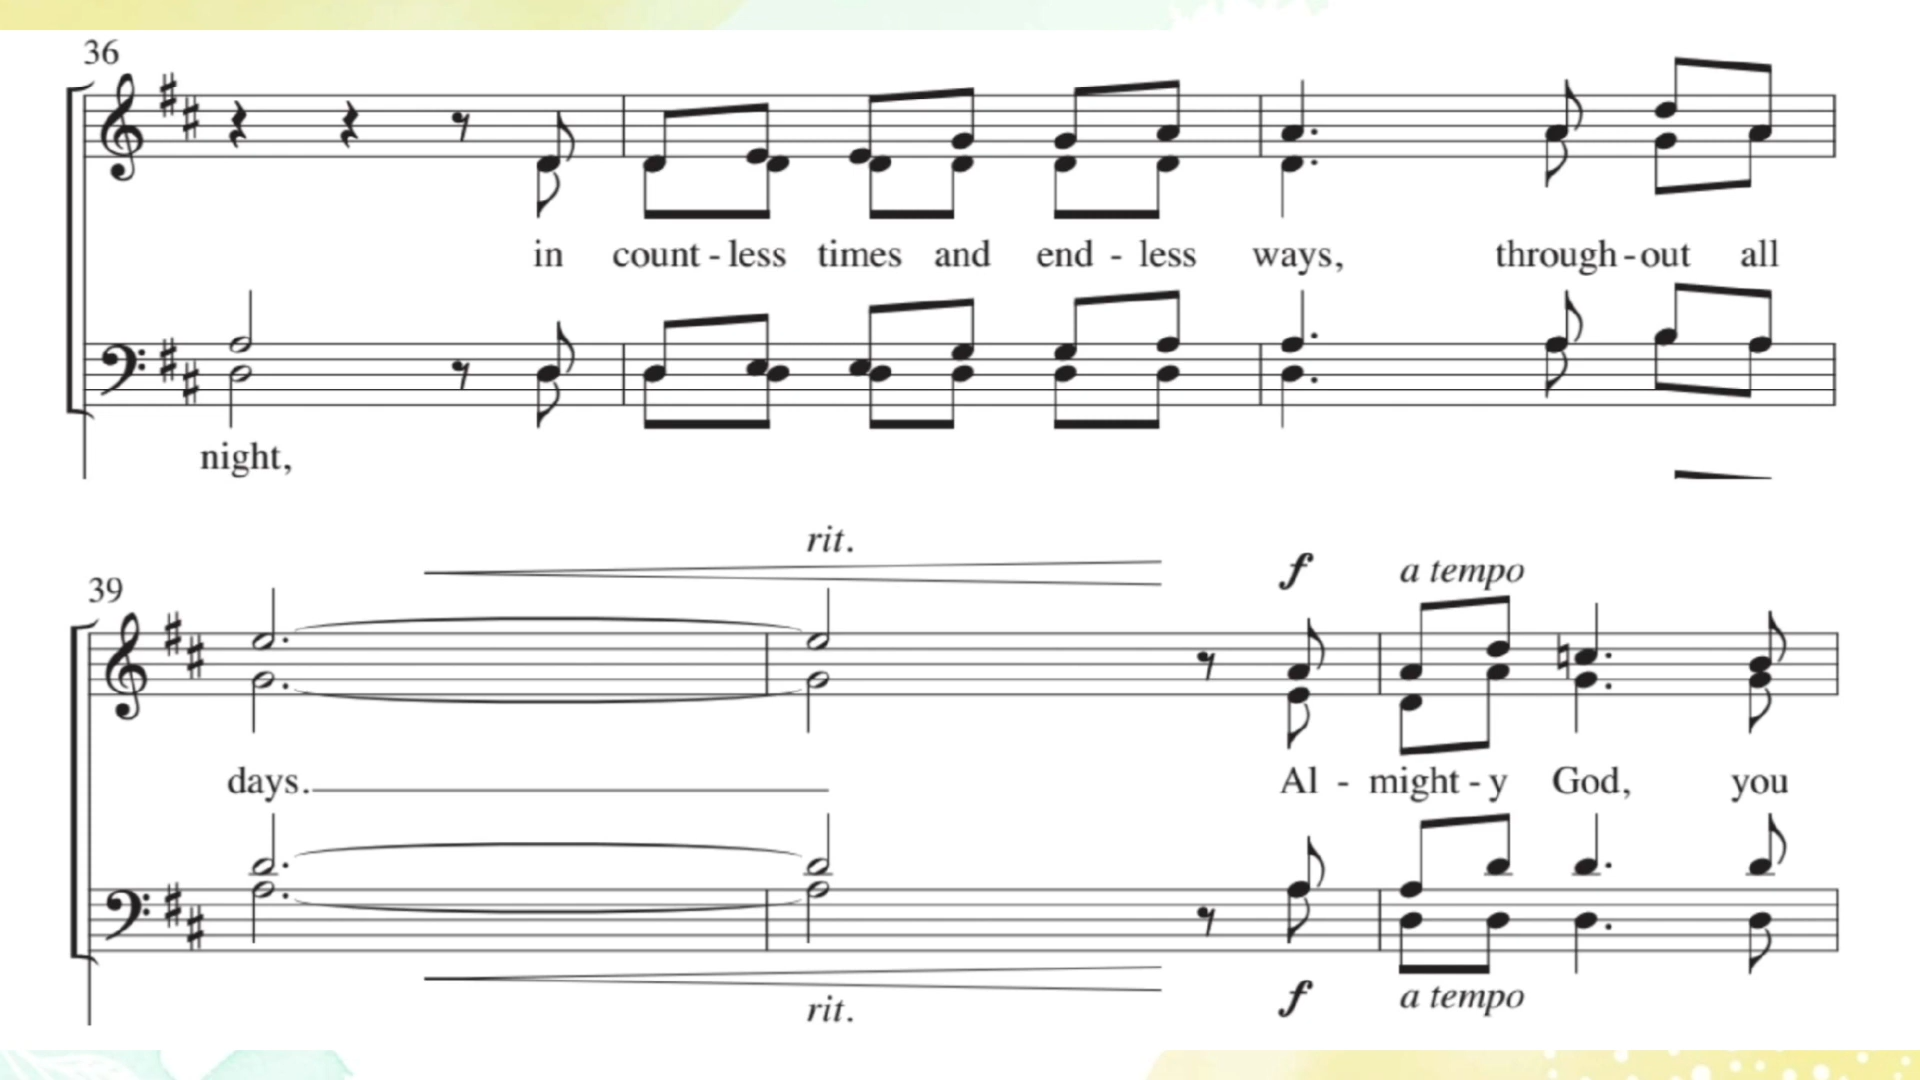 36
in count - less times and end - less ways, through - out all
night,
rit.
39
f
a tempo
days. Al - might - y God, you
rit.
f
a tempo